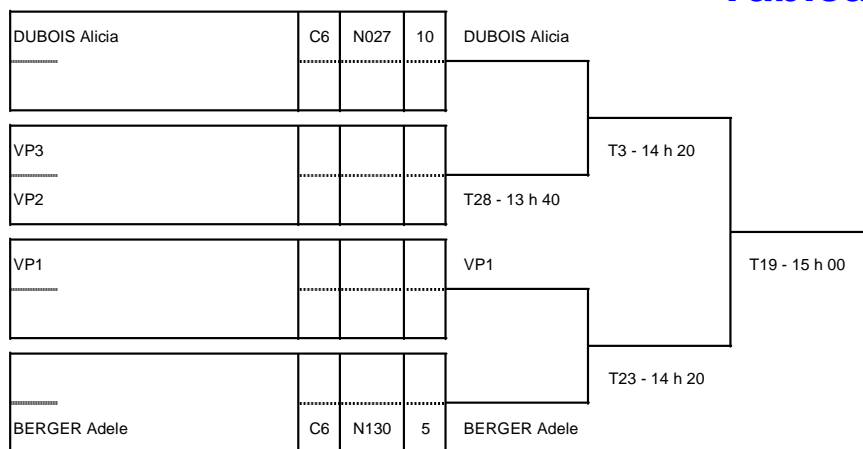 DUBOIS Alicia C6 N027 10 DUBOIS Alicia
VP3 T3 - 14 h 20
VP2 T28 - 13 h 40
VP1 VP1 T19 - 15 h 00
T23 - 14 h 20
BERGER Adele C6 N130 5 BERGER Adele